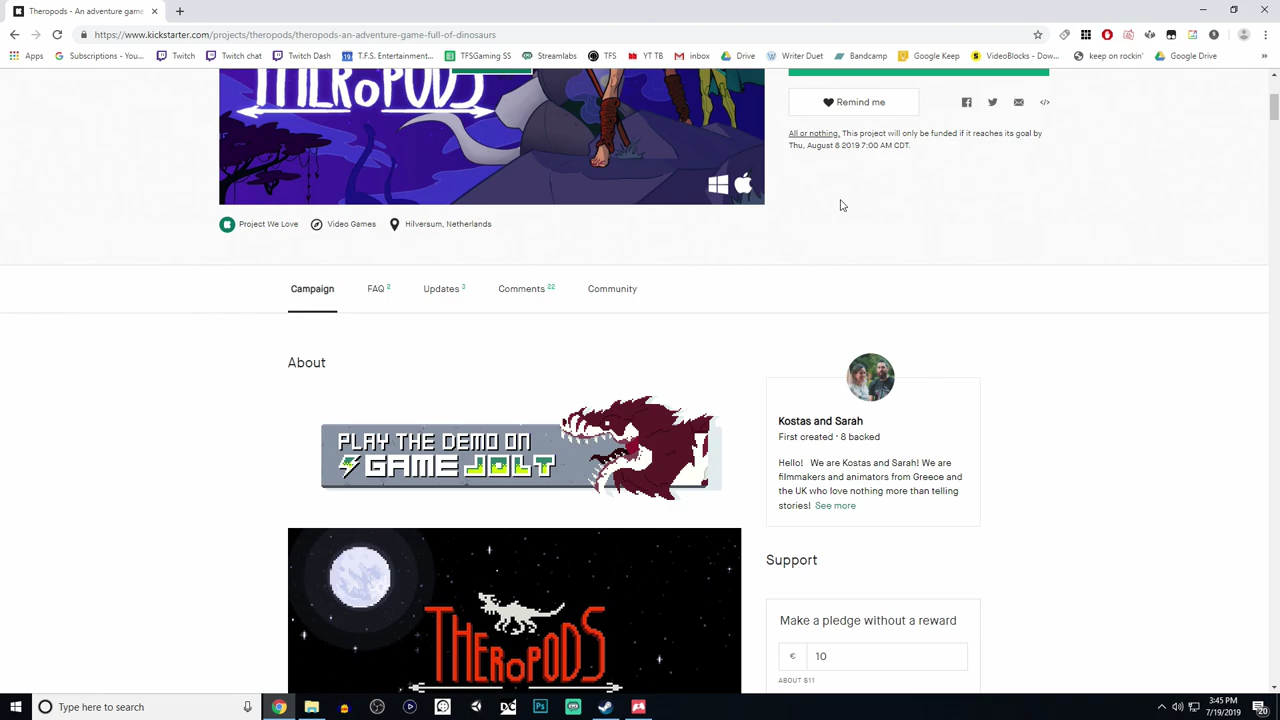 Theropods - An adventure game
https://www.kickstarter.com/projects/theropods/theropods-an-adventure-game-full-of-dinosaurs
Apps Subscriptions - You... Twitch Twitch chat Twitch Dash T.F.S. Entertainment... TFSGaming SS Streamlabs TFS YT TB inbox Drive Writer Duet Bandcamp Google Keep VideoBlocks - Dow... keep on rockin' Google Drive »
THEROPODS
Remind me
All or nothing. This project will only be funded if it reaches its goal by
Thu, August 8 2019 7:00 AM CDT.
Project We Love Video Games Hilversum, Netherlands
Campaign FAQ 2 Updates 3 Comments 22 Community
About
PLAY THE DEMO ON
GAME JOLT
Kostas and Sarah
First created · 8 backed
Hello! We are Kostas and Sarah! We are
filmmakers and animators from Greece and
the UK who love nothing more than telling
stories! See more
THEROPODS
Support
Make a pledge without a reward
€ 10
ABOUT $11
Type here to search
3:45 PM
7/19/2019
20